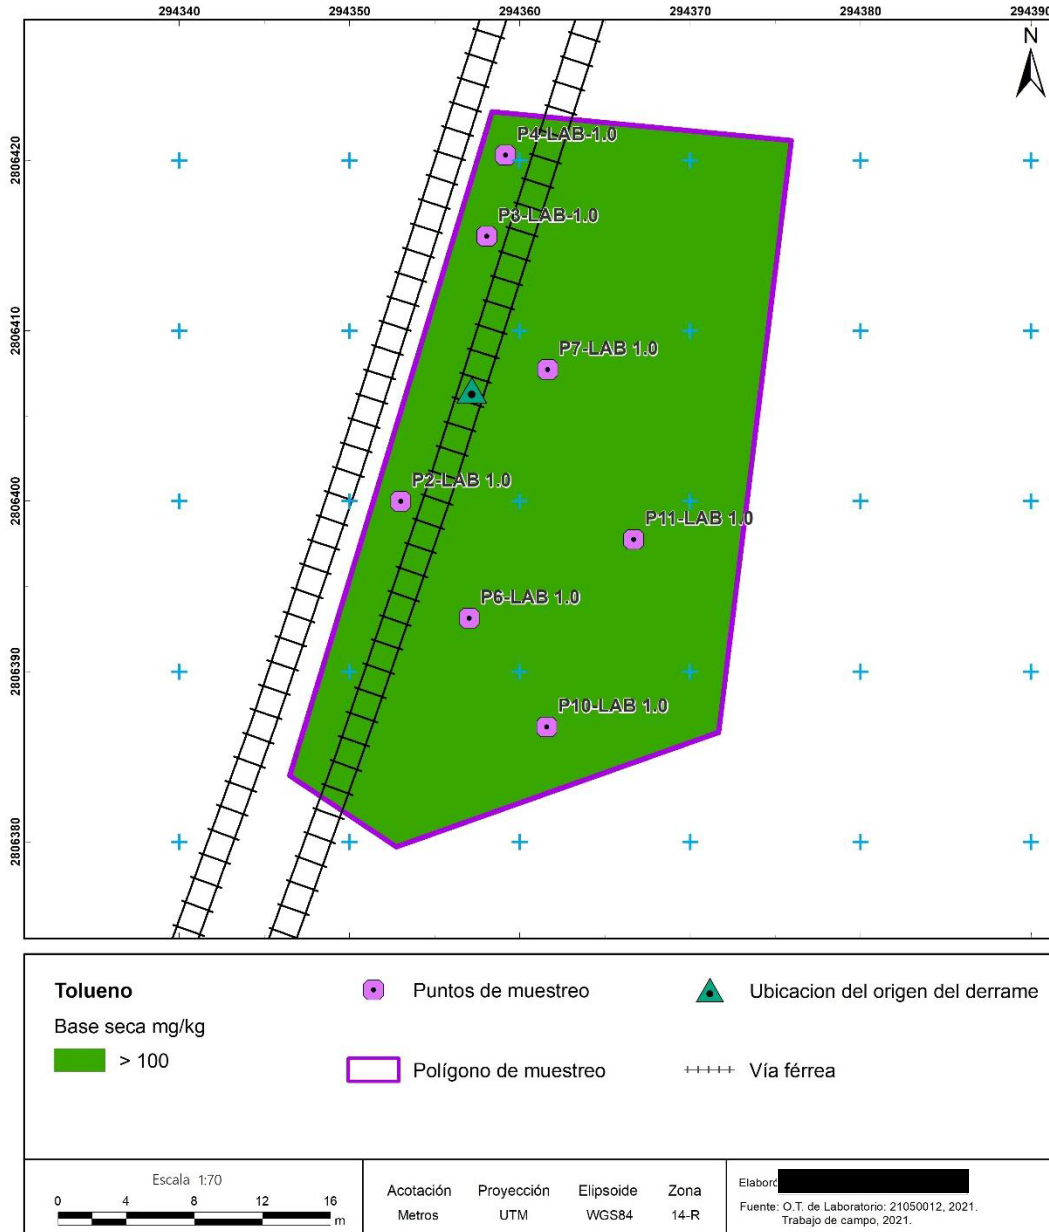 294340 294350 294360 294370 294380 294390
N
2806420
2806410
2806400
2806390
2806380
P4-LAB-1.0
P3-LAB-1.0
P7-LAB 1.0
P2-LAB 1.0
P11-LAB 1.0
P6-LAB 1.0
P10-LAB 1.0
Tolueno
Base seca mg/kg
> 100
Puntos de muestreo
Ubicacion del origen del derrame
Polígono de muestreo
Vía férrea
Escala 1:70
0 4 8 12 16
m
Acotación Proyección Elipsoide Zona
Metros UTM WGS84 14-R
Elaboró
Fuente: O.T. de Laboratorio: 21050012, 2021.
Trabajo de campo, 2021.